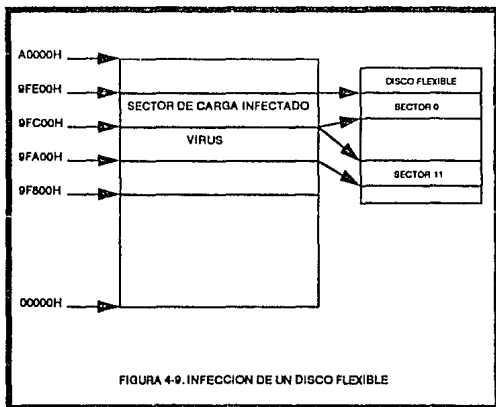 A0000H
9FE00H
9FC00H
9FA00H
9F800H
00000H
SECTOR DE CARGA INFECTADO
VIRUS
DISCO FLEXIBLE
SECTOR 0
SECTOR 11
FIGURA 4-9. INFECCION DE UN DISCO FLEXIBLE